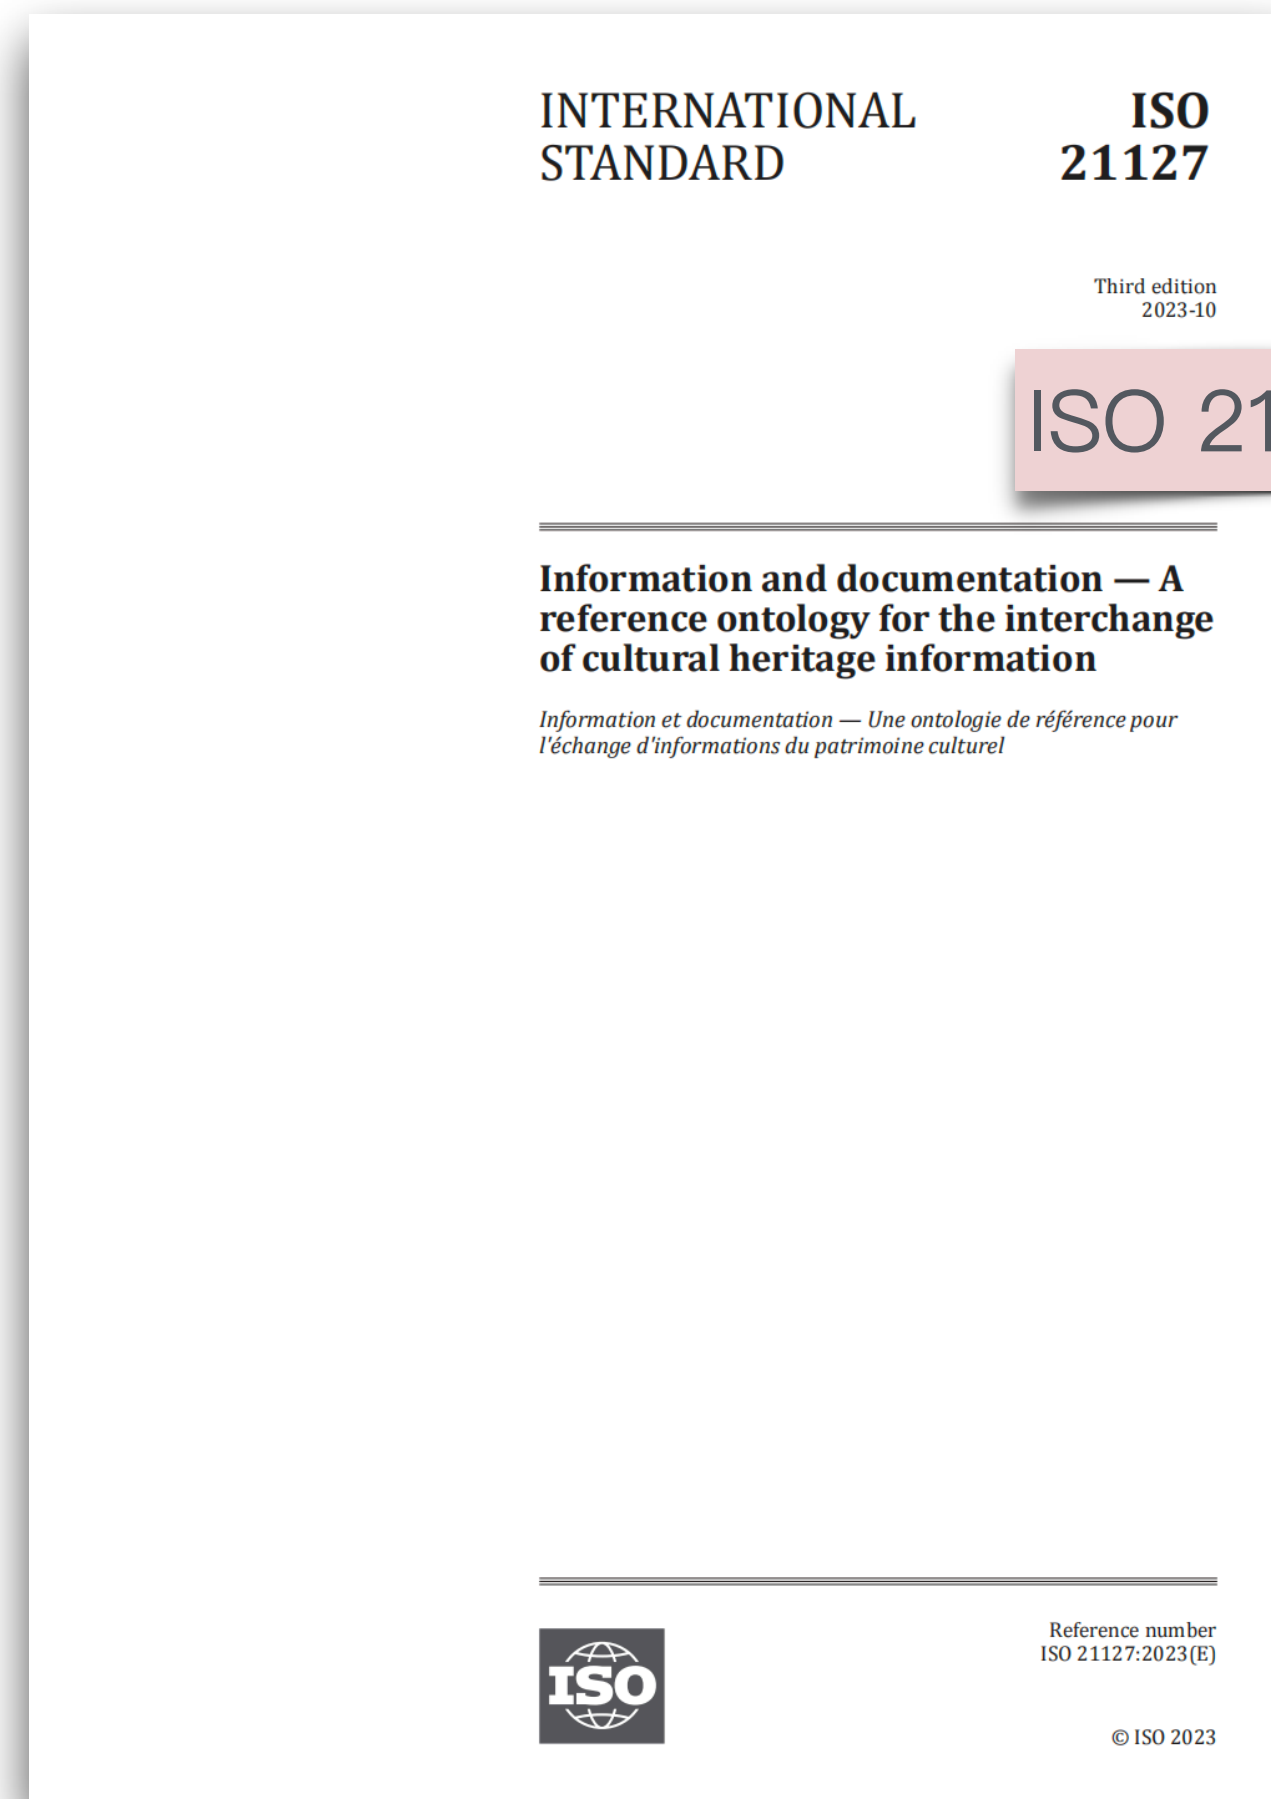 INTERNATIONAL
STANDARD
ISO
21127
Third edition
2023-10
ISO 21
Information and documentation — A
reference ontology for the interchange
of cultural heritage information
Information et documentation — Une ontologie de référence pour
l'échange d'informations du patrimoine culturel
ISO
Reference number
ISO 21127:2023(E)
© ISO 2023